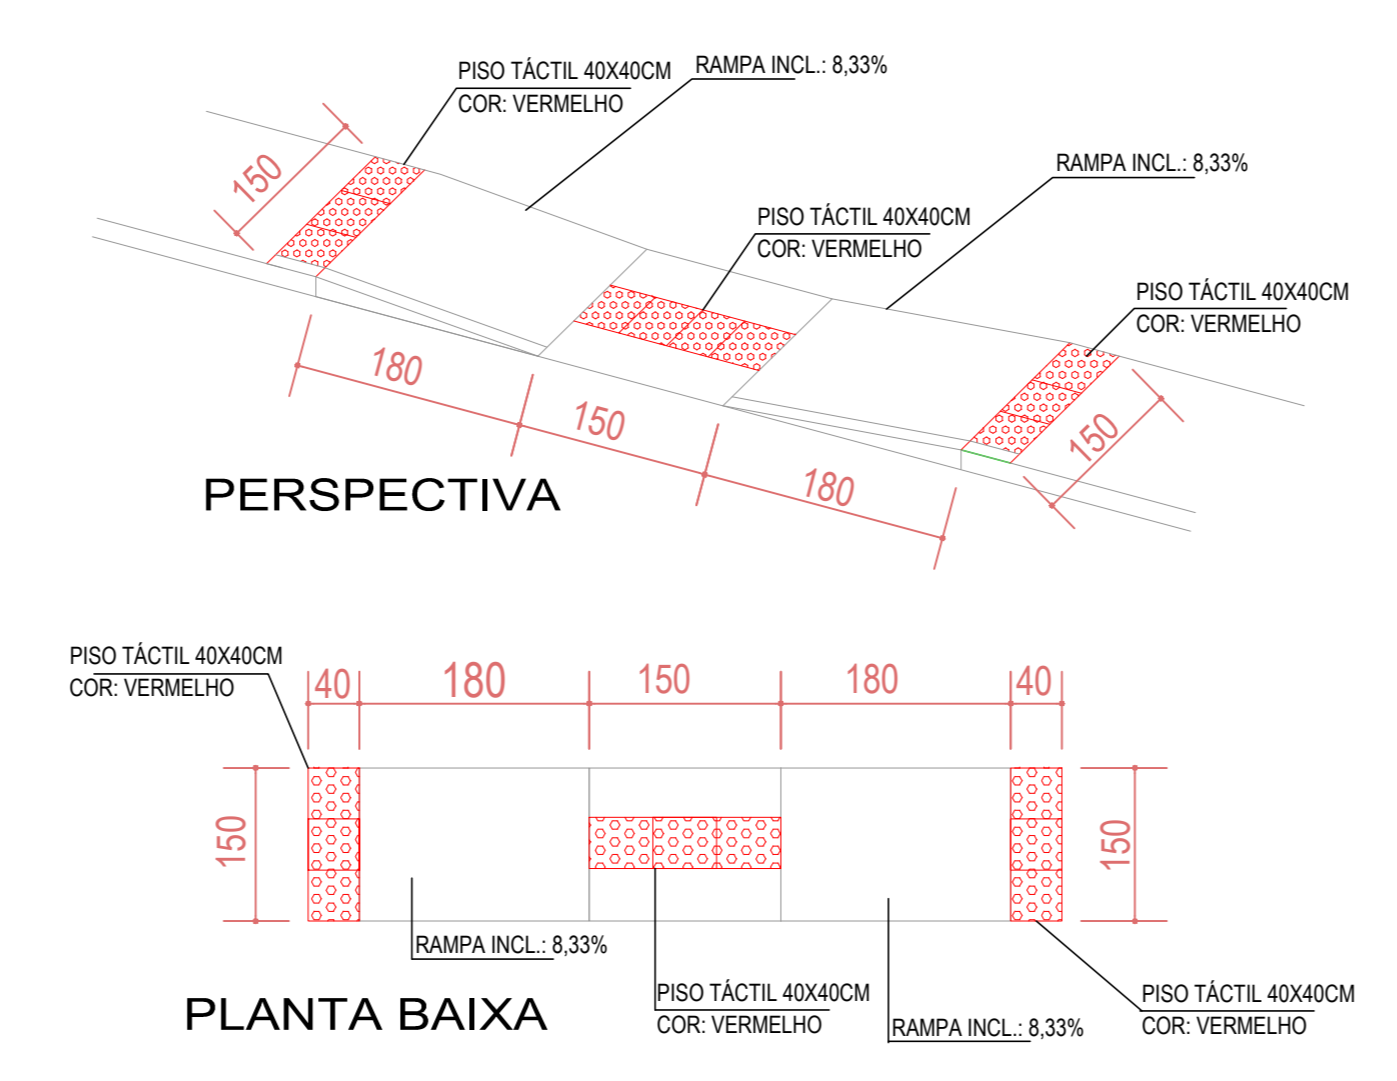 PISO TÁCTIL 40X40CM
COR: VERMELHO
RAMPA INCL.: 8,33%
RAMPA INCL.: 8,33%
PISO TÁCTIL 40X40CM
COR: VERMELHO
PISO TÁCTIL 40X40CM
COR: VERMELHO
150
180
150
180
150
PERSPECTIVA
PISO TÁCTIL 40X40CM
COR: VERMELHO
40
180
150
180
40
150
150
RAMPA INCL.: 8,33%
PISO TÁCTIL 40X40CM
COR: VERMELHO
RAMPA INCL.: 8,33%
PISO TÁCTIL 40X40CM
COR: VERMELHO
PLANTA BAIXA